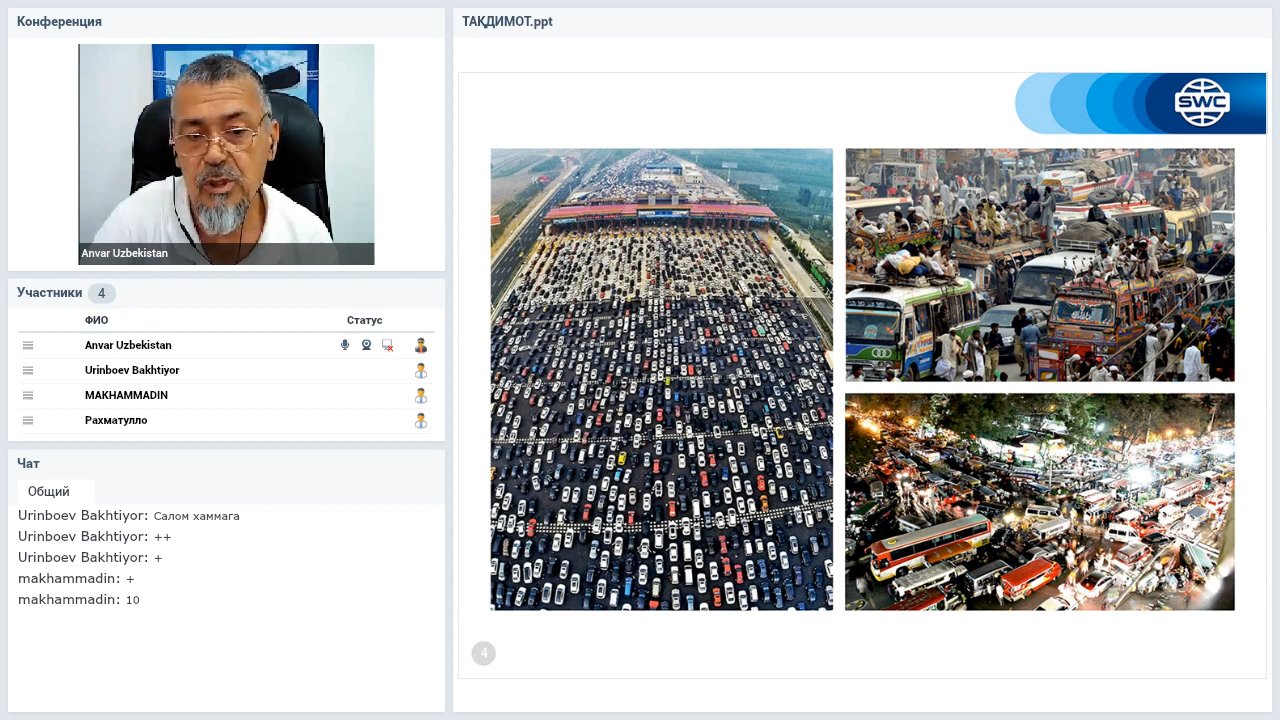 Конференция
Anvar Uzbekistan
Участники 4
ФИО Статус
Anvar Uzbekistan
Urinboev Bakhtiyor
MAKHAMMADIN
Рахматулло
Чат
Общий
Urinboev Bakhtiyor: Салом хаммага
Urinboev Bakhtiyor: ++
Urinboev Bakhtiyor: +
makhammadin: +
makhammadin: 10
ТАҚДИМОТ.ppt
SWC
4